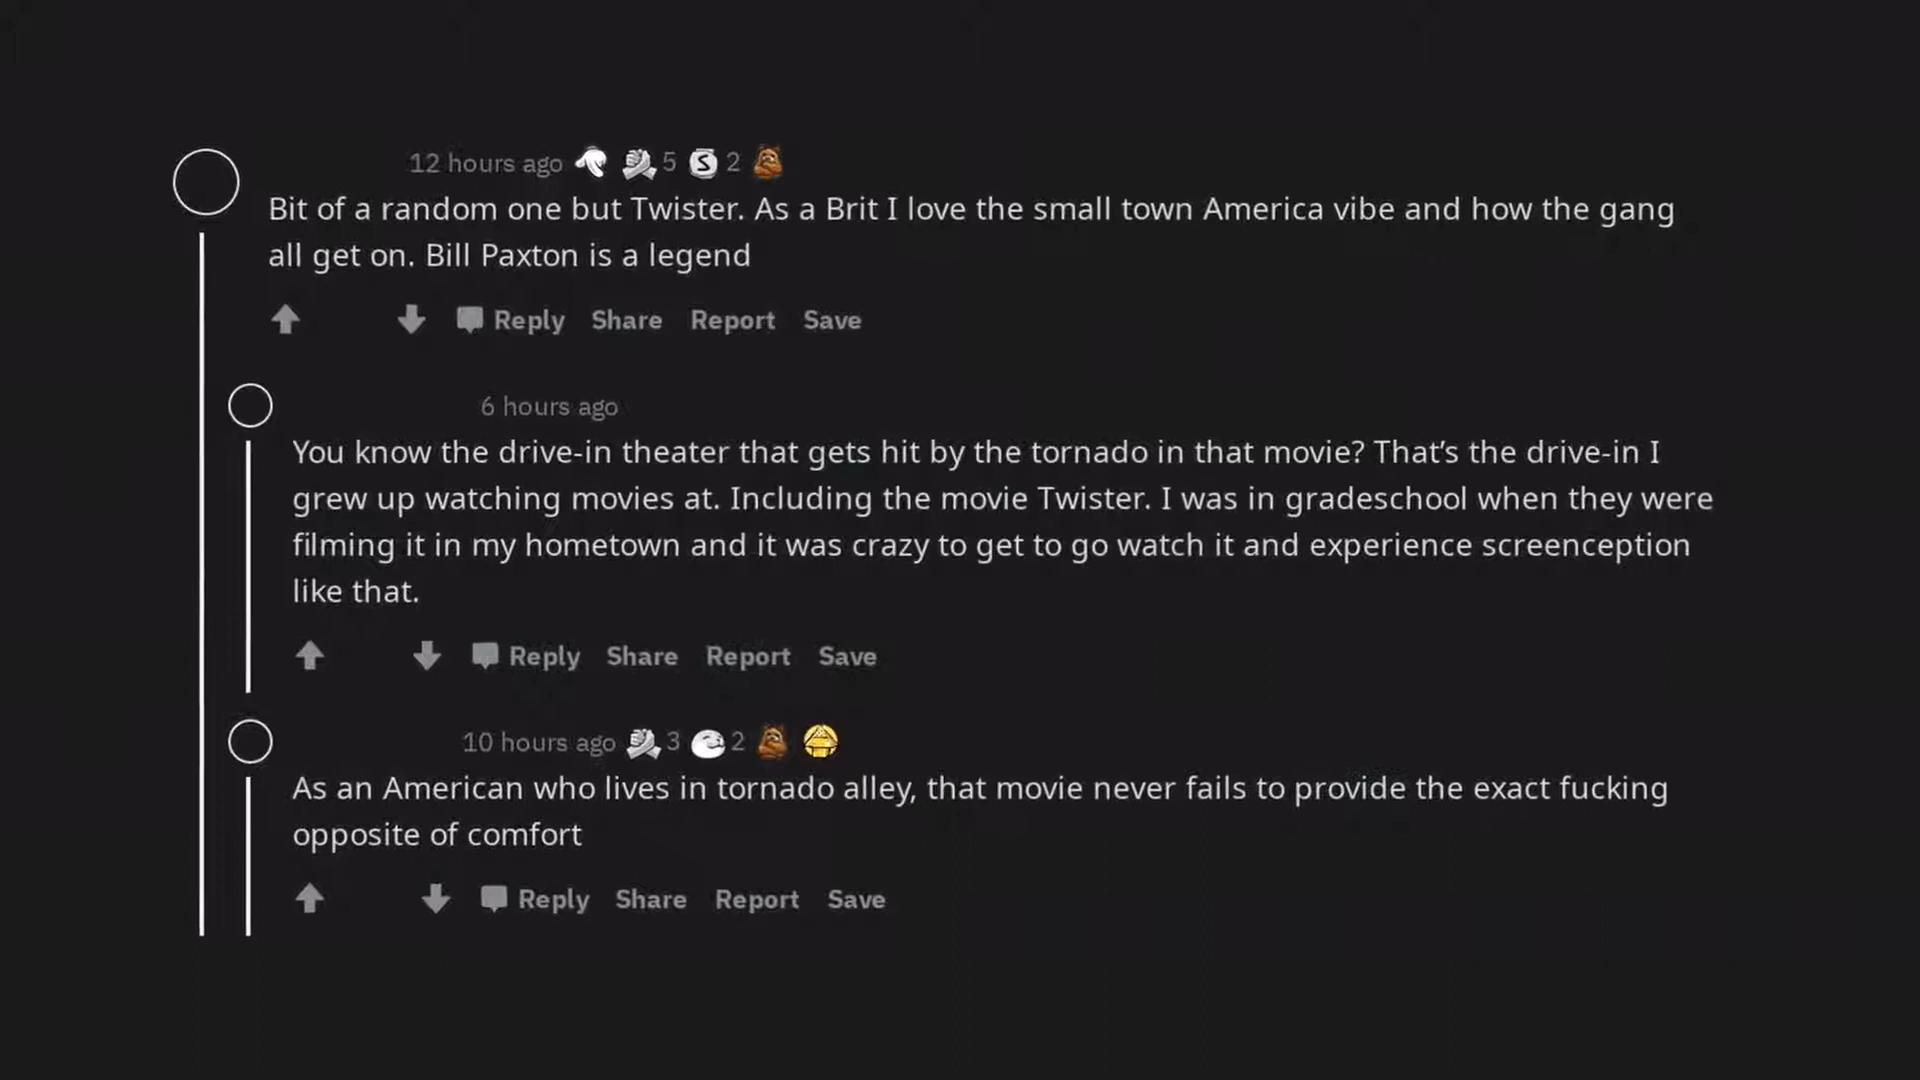 12 hours ago 5 2
Bit of a random one but Twister. As a Brit I love the small town America vibe and how the gang
all get on. Bill Paxton is a legend
Reply Share Report Save
6 hours ago
You know the drive-in theater that gets hit by the tornado in that movie? That’s the drive-in I
grew up watching movies at. Including the movie Twister. I was in gradeschool when they were
filming it in my hometown and it was crazy to get to go watch it and experience screenception
like that.
Reply Share Report Save
10 hours ago 3 2
As an American who lives in tornado alley, that movie never fails to provide the exact fucking
opposite of comfort
Reply Share Report Save